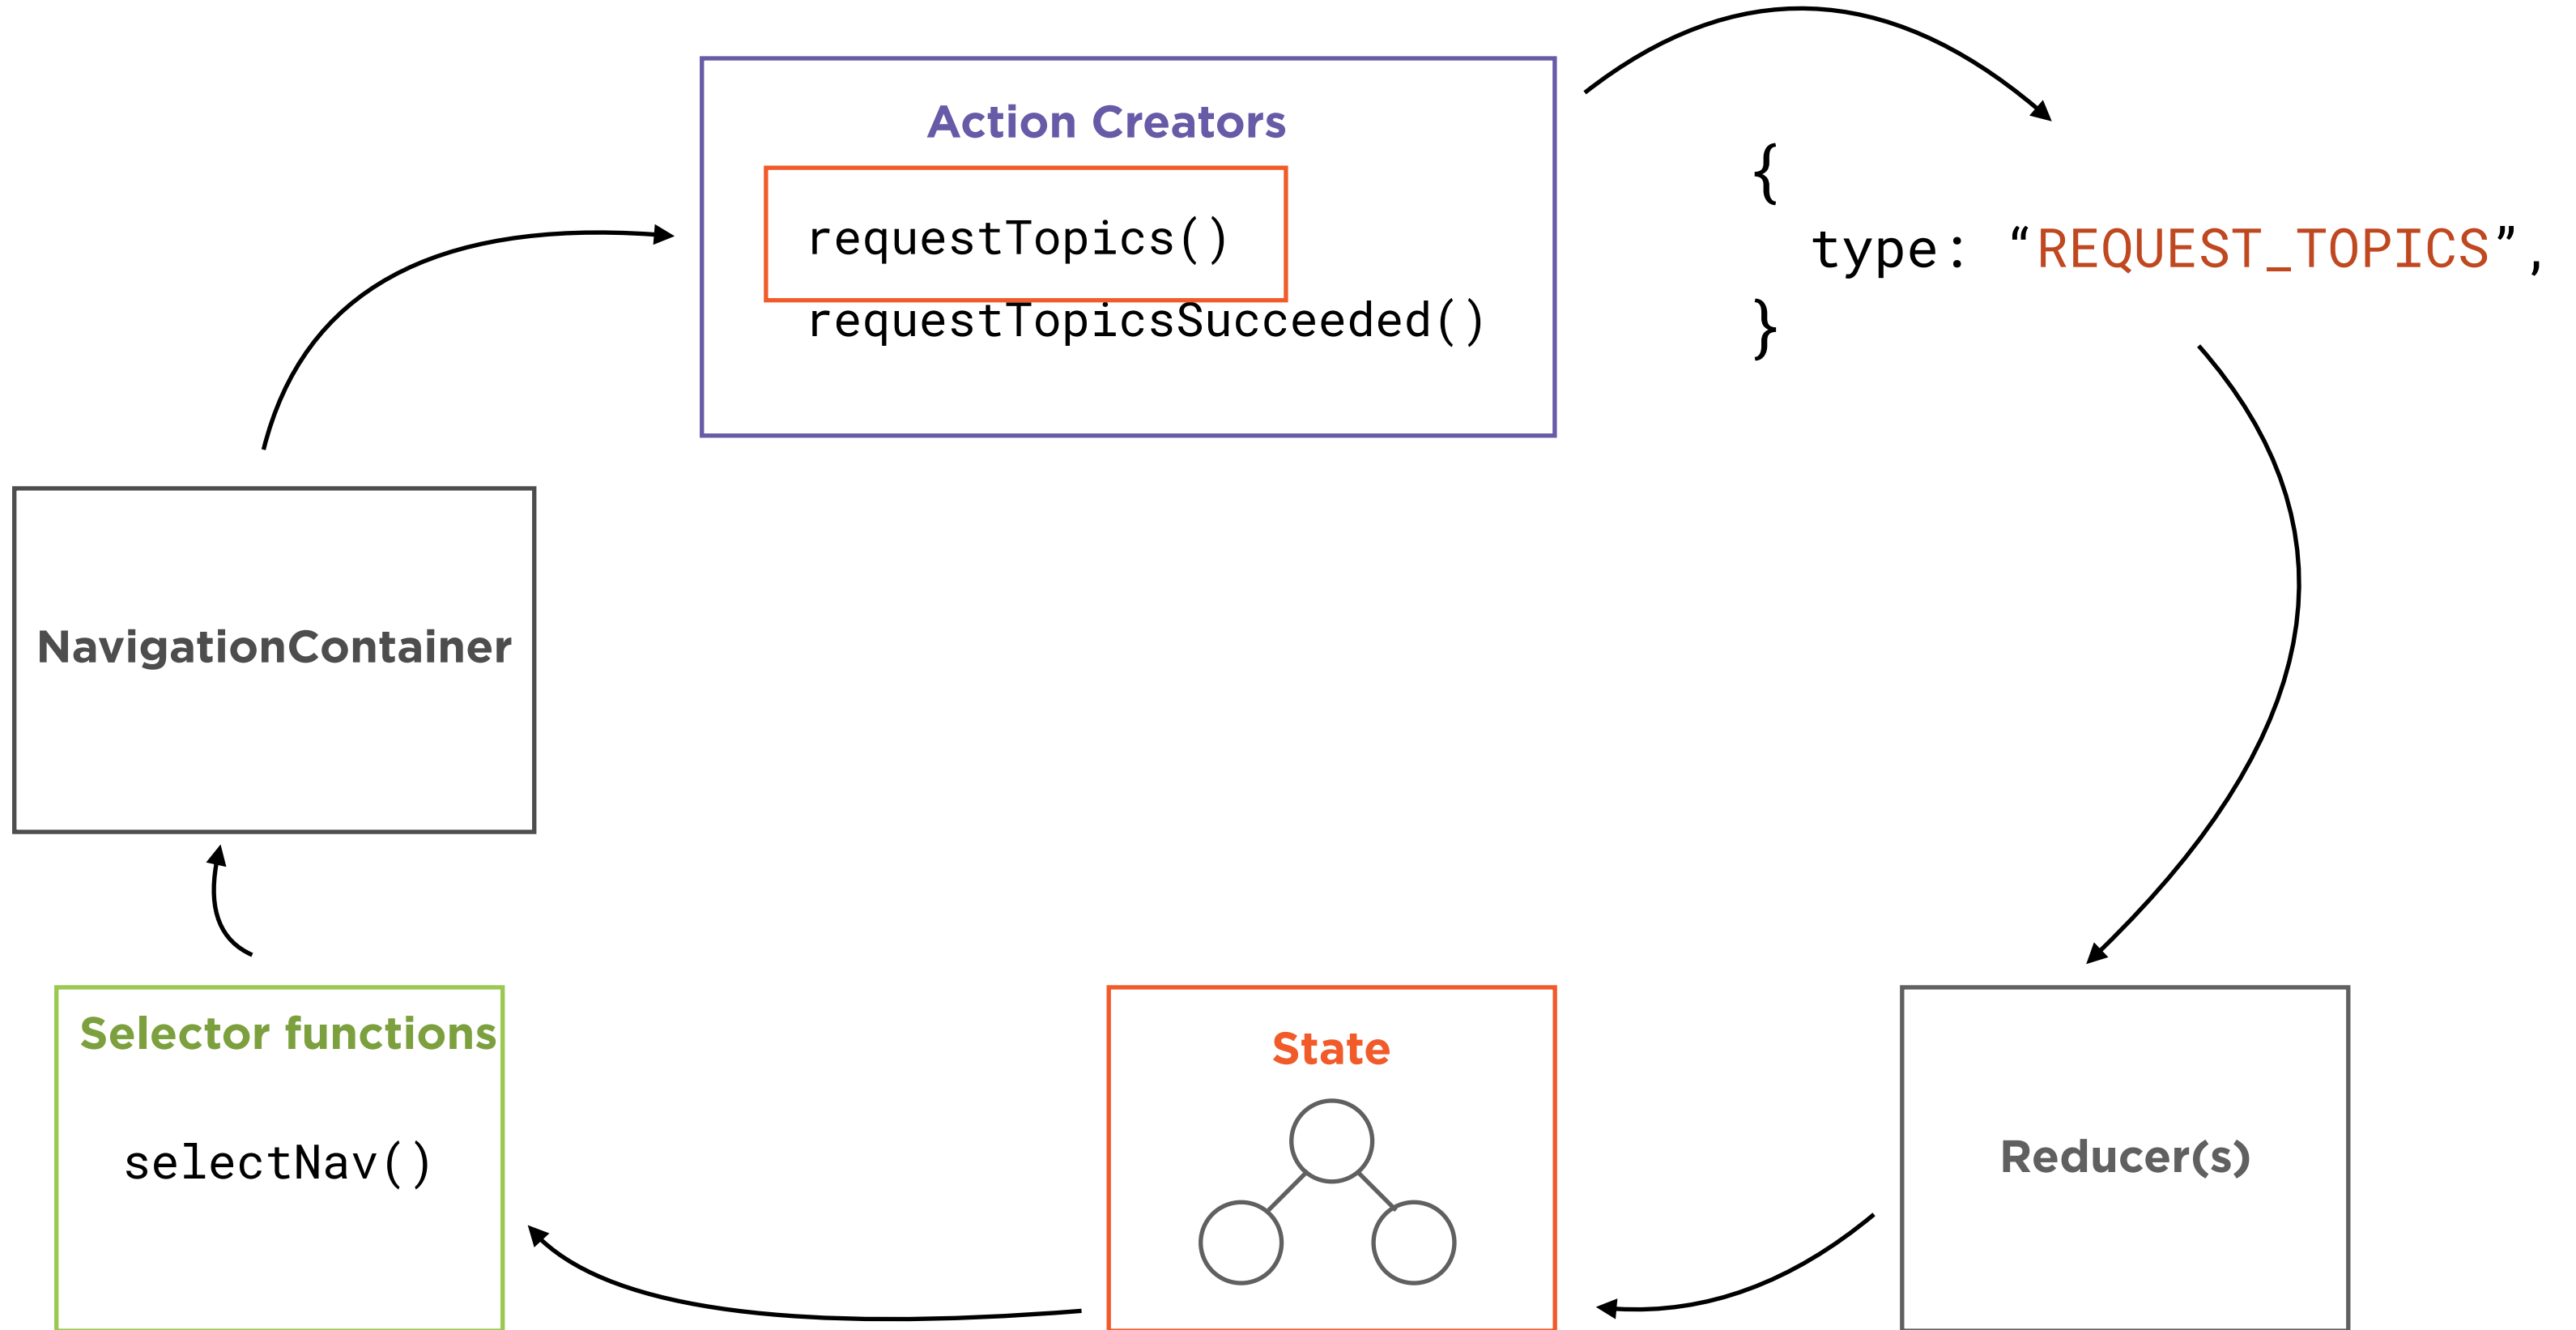 Action Creators
requestTopics()
requestTopicsSucceeded()
{
type: “REQUEST_TOPICS”,
}
NavigationContainer
Selector functions
selectNav()
State
Reducer(s)